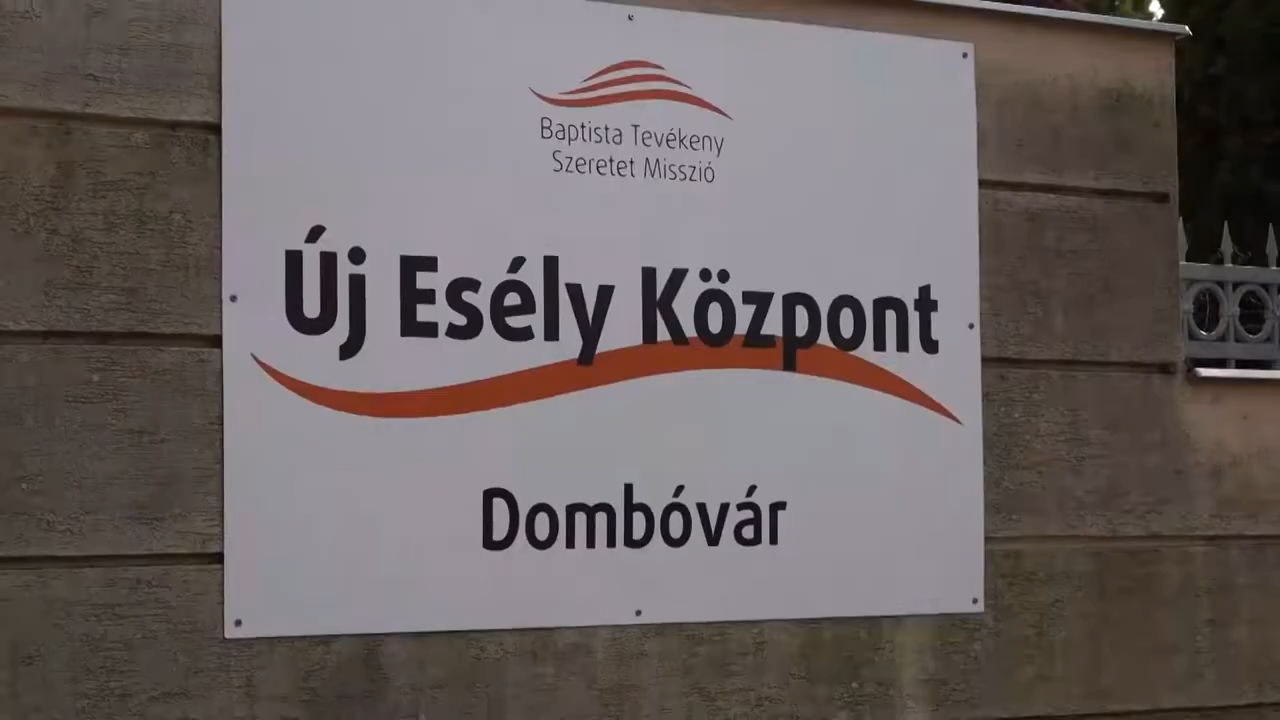 Baptista Tevékeny
Szeretet Misszió
Új Esély Központ
Dombóvár